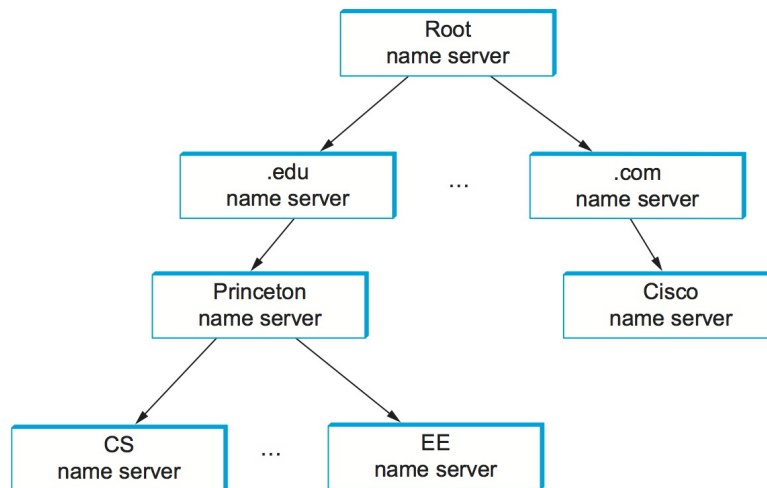 Root
name server
.edu
name server
...
.com
name server
Princeton
name server
Cisco
name server
CS
name server
...
EE
name server